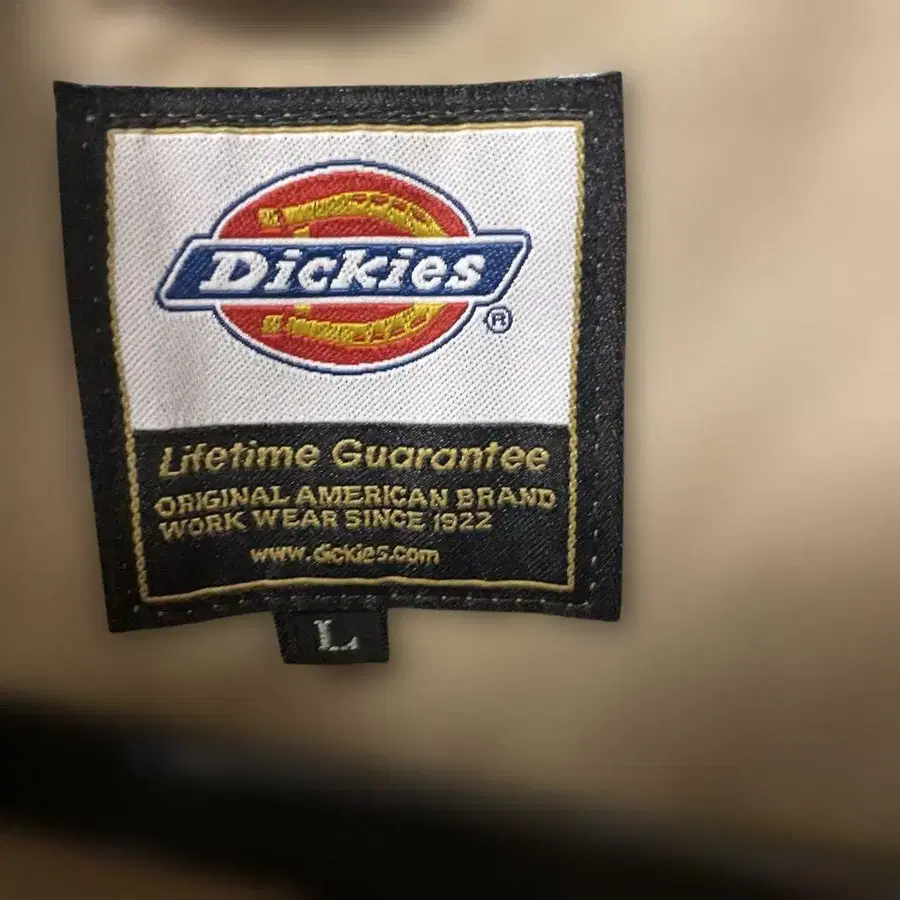 Dickies
®
Lifetime Guarantee
ORIGINAL AMERICAN BRAND
WORK WEAR SINCE 1922
www.dickies.com
L